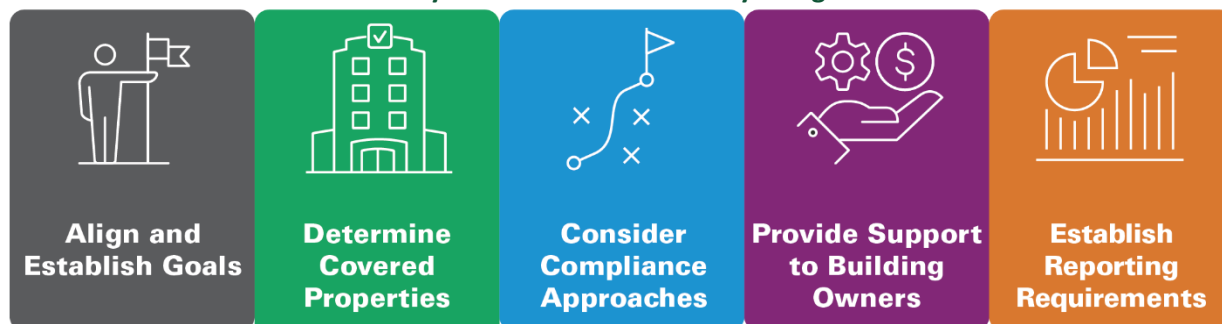 Align and
Establish Goals
Determine
Covered
Properties
Consider
Compliance
Approaches
Provide Support
to Building
Owners
Establish
Reporting
Requirements
$